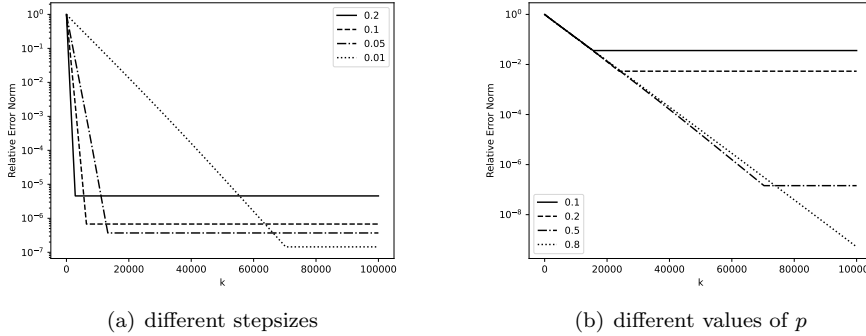 10⁰
10⁻¹
10⁻²
10⁻³
10⁻⁴
10⁻⁵
10⁻⁶
10⁻⁷
Relative Error Norm
0.2
0.1
0.05
0.01
0 20000 40000 60000 80000 100000
k
(a) different stepsizes
10⁰
10⁻²
10⁻⁴
10⁻⁶
10⁻⁸
Relative Error Norm
0.1
0.2
0.5
0.8
0 20000 40000 60000 80000 10000
k
(b) different values of p